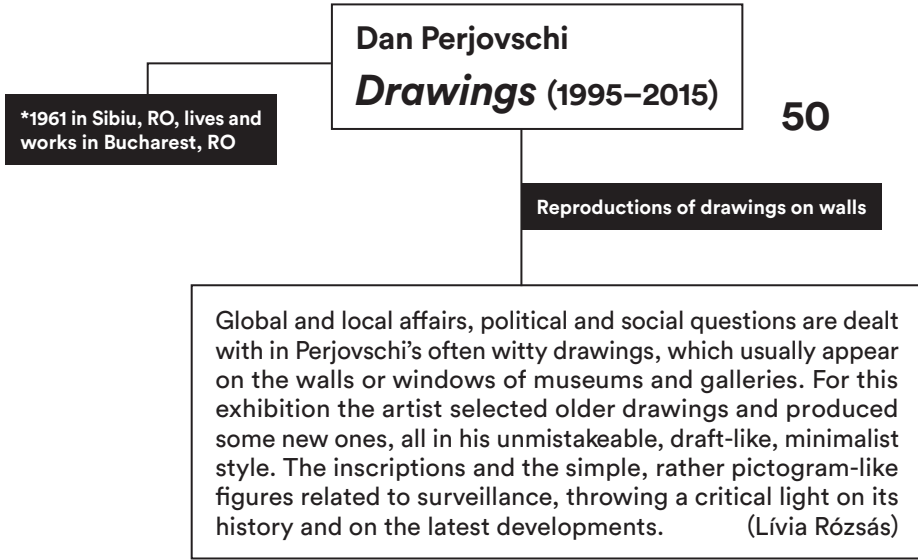 Dan Perjovschi
Drawings (1995–2015)
*1961 in Sibiu, RO, lives and
works in Bucharest, RO
50
Reproductions of drawings on walls
Global and local affairs, political and social questions are dealt
with in Perjovschi’s often witty drawings, which usually appear
on the walls or windows of museums and galleries. For this
exhibition the artist selected older drawings and produced
some new ones, all in his unmistakeable, draft-like, minimalist
style. The inscriptions and the simple, rather pictogram-like
figures related to surveillance, throwing a critical light on its
history and on the latest developments. (Lívia Rózsás)